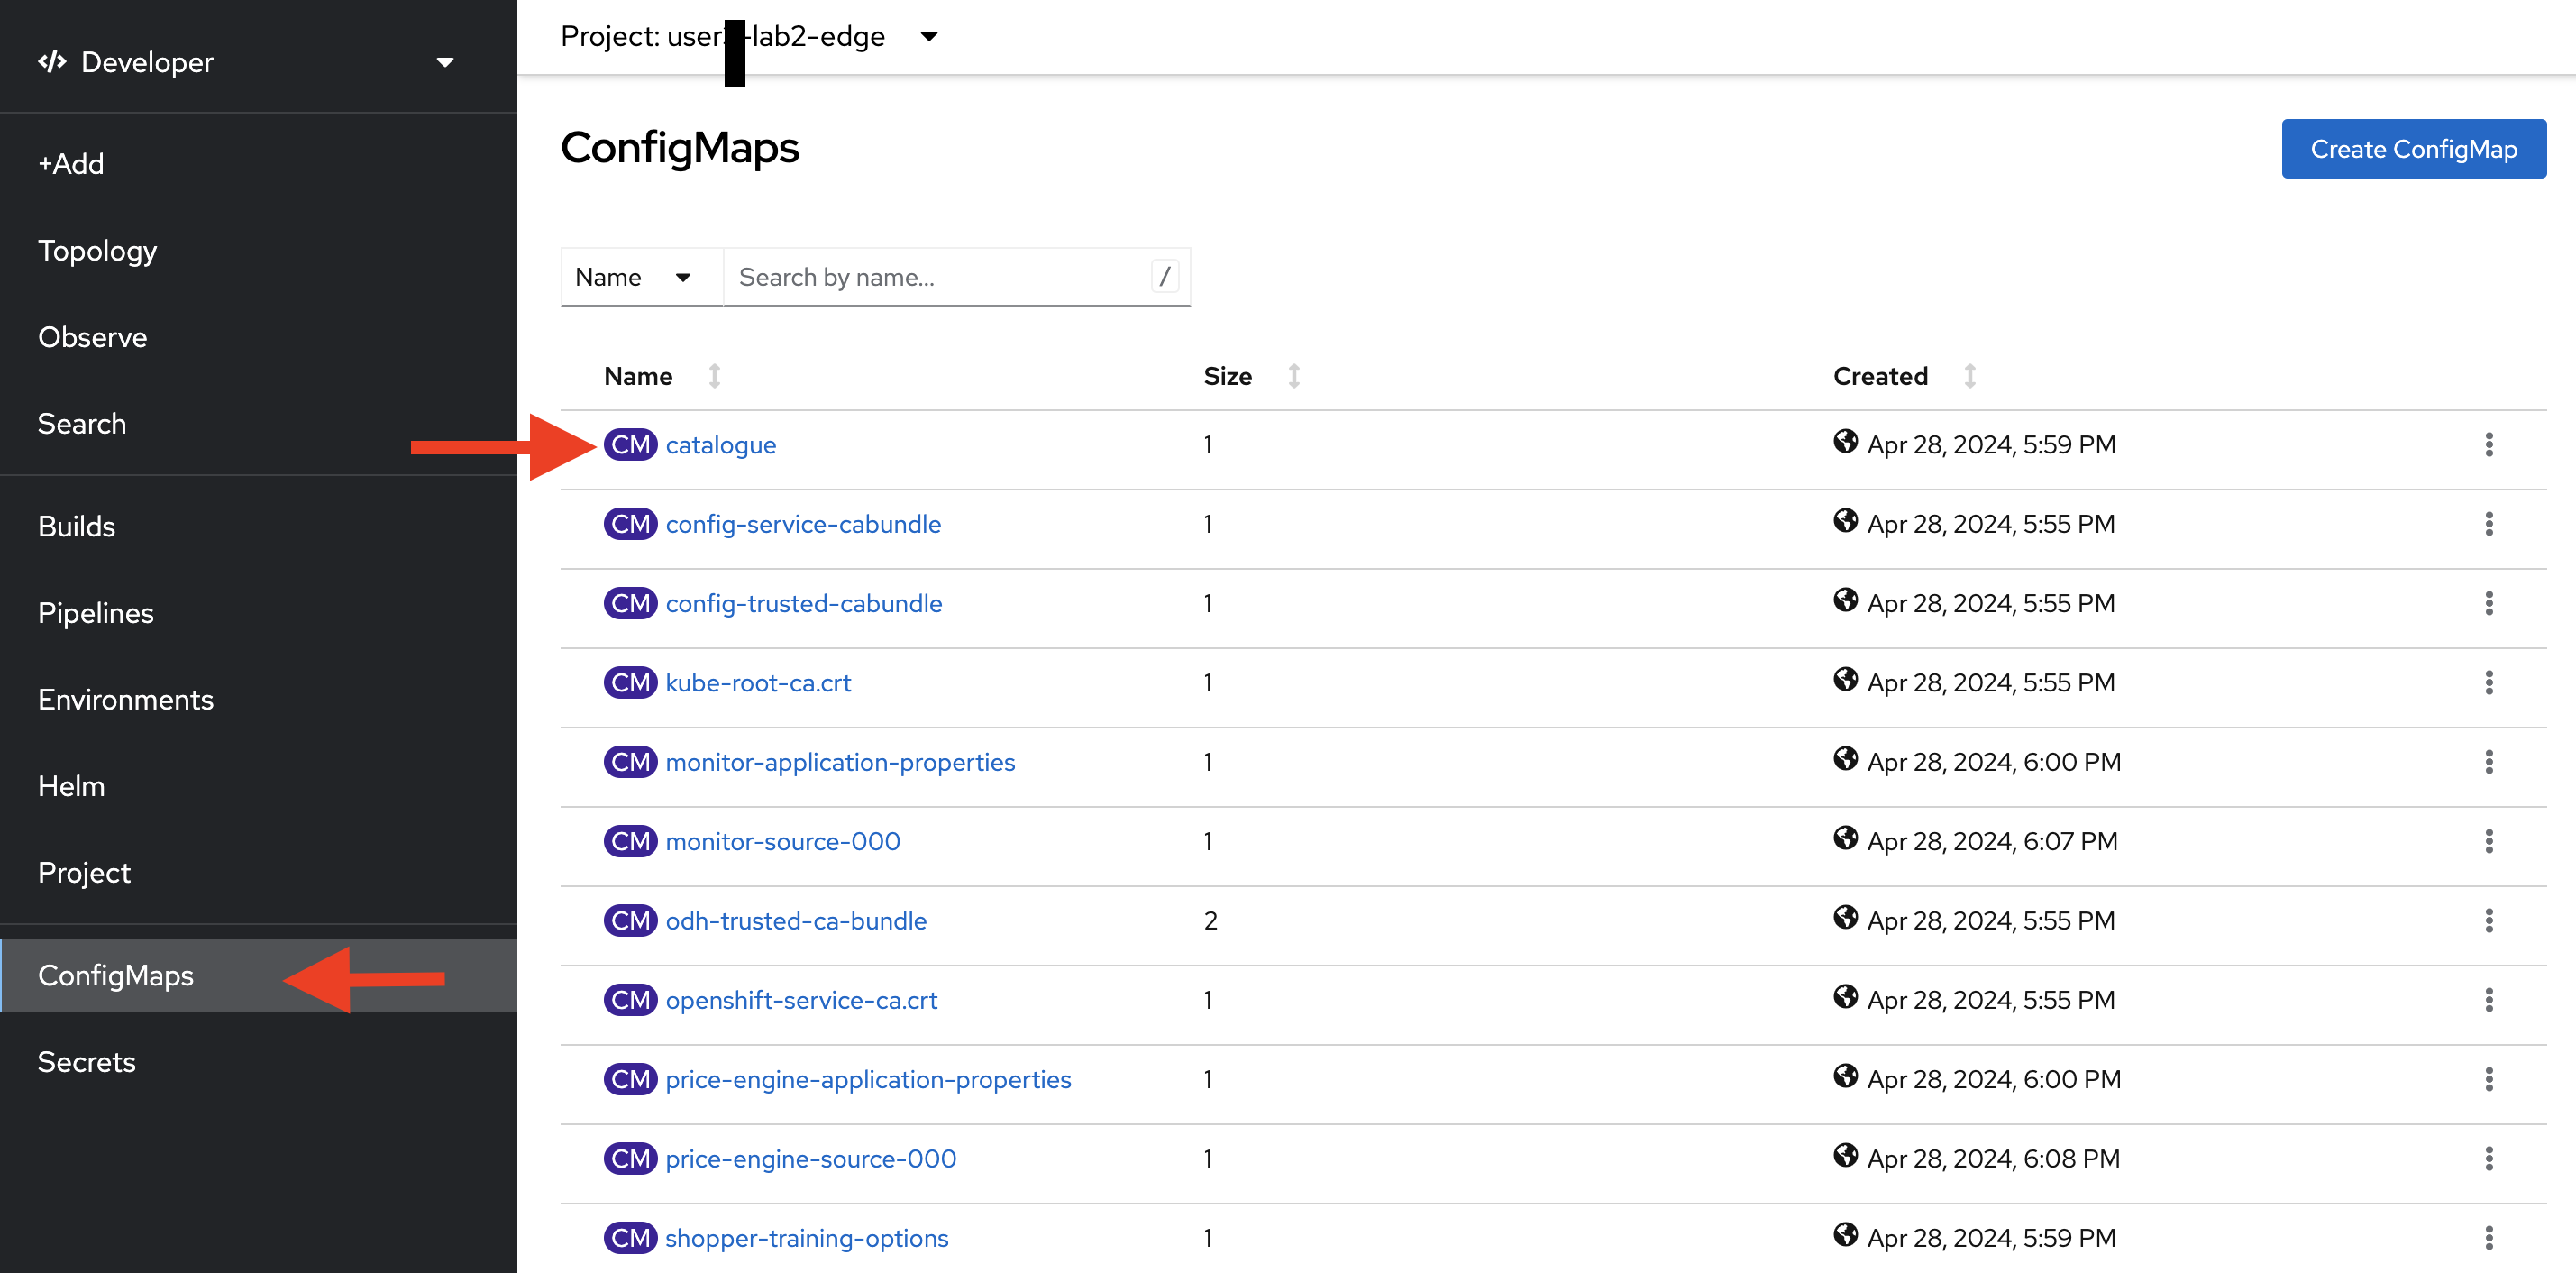 Developer
+Add
Topology
Observe
Search
Builds
Pipelines
Environments
Helm
Project
ConfigMaps
Secrets
Project: user -lab2-edge
ConfigMaps
Create ConfigMap
Name Search by name... /
Name Size Created
CM catalogue 1 Apr 28, 2024, 5:59 PM
CM config-service-cabundle 1 Apr 28, 2024, 5:55 PM
CM config-trusted-cabundle 1 Apr 28, 2024, 5:55 PM
CM kube-root-ca.crt 1 Apr 28, 2024, 5:55 PM
CM monitor-application-properties 1 Apr 28, 2024, 6:00 PM
CM monitor-source-000 1 Apr 28, 2024, 6:07 PM
CM odh-trusted-ca-bundle 2 Apr 28, 2024, 5:55 PM
CM openshift-service-ca.crt 1 Apr 28, 2024, 5:55 PM
CM price-engine-application-properties 1 Apr 28, 2024, 6:00 PM
CM price-engine-source-000 1 Apr 28, 2024, 6:08 PM
CM shopper-training-options 1 Apr 28, 2024, 5:59 PM